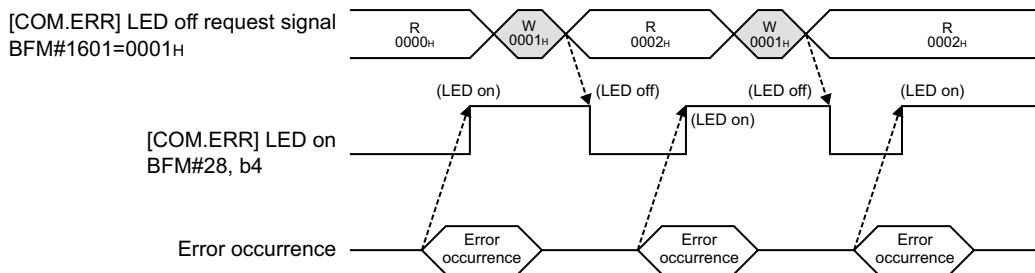 [COM.ERR] LED off request signal
BFM#1601=0001H
R
0000H
W
0001H
R
0002H
W
0001H
R
0002H
(LED on)
(LED off)
(LED on)
(LED off)
(LED on)
[COM.ERR] LED on
BFM#28, b4
Error occurrence
Error
occurrence
Error
occurrence
Error
occurrence